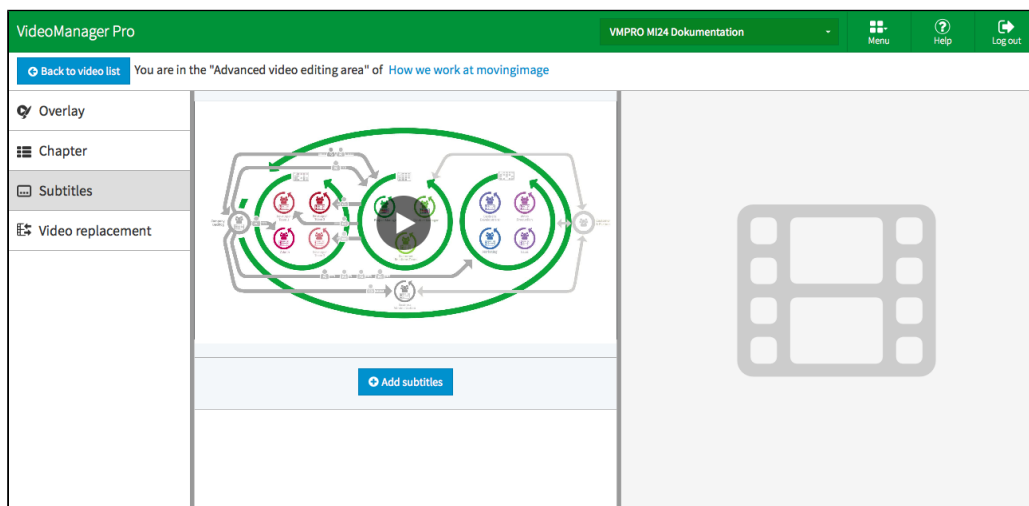 VideoManager Pro
VMPRO MI24 Dokumentation
Menu
Help
Log out
Back to video list
You are in the "Advanced video editing area" of How we work at movingimage
Overlay
Chapter
Subtitles
Video replacement
Add subtitles